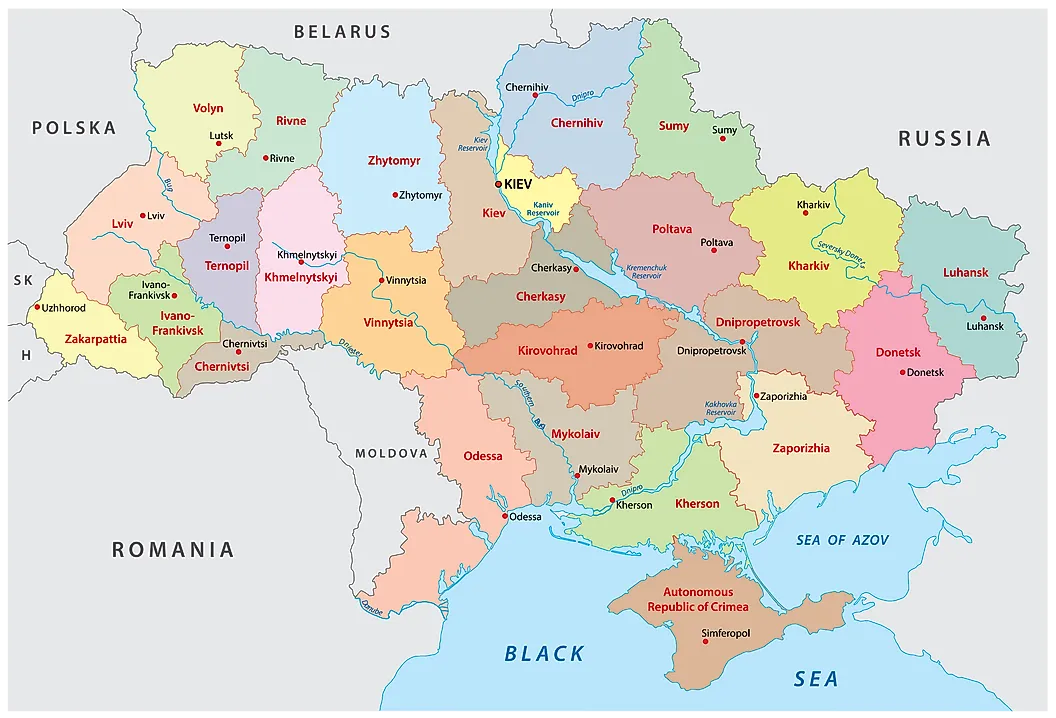 BELARUS
POLSKA
RUSSIA
Volyn
Lutsk
Rivne
Rivne
Zhytomyr
Zhytomyr
Kiev
Reservoir
Kiev
KIEV
Kaniv
Reservoir
Chernihiv
Dnipro
Chernihiv
Sumy
Sumy
Bug
Lviv
Lviv
Ternopil
Ternopil
Khmelnytskyi
Khmelnytskyi
Vinnytsia
Vinnytsia
Cherkasy
Cherkasy
Kremenchuk
Reservoir
Poltava
Poltava
Kharkiv
Seversky Donets
Kharkiv
Luhansk
Luhansk
SK
Uzhhorod
H
Zakarpattia
Ivano-
Frankivsk
Ivano-
Frankivsk
Chernivtsi
Chernivtsi
Dniester
Kirovohrad
Kirovohrad
Dnipropetrovsk
Dnipropetrovsk
Donetsk
Donetsk
Kakhovka
Reservoir
Zaporizhia
Zaporizhia
MOLDOVA
Odessa
Odessa
Southern Bug
Mykolaiv
Mykolaiv
Dnipro
Kherson
Kherson
ROMANIA
Danube
SEA OF AZOV
Autonomous
Republic of Crimea
Simferopol
BLACK
SEA